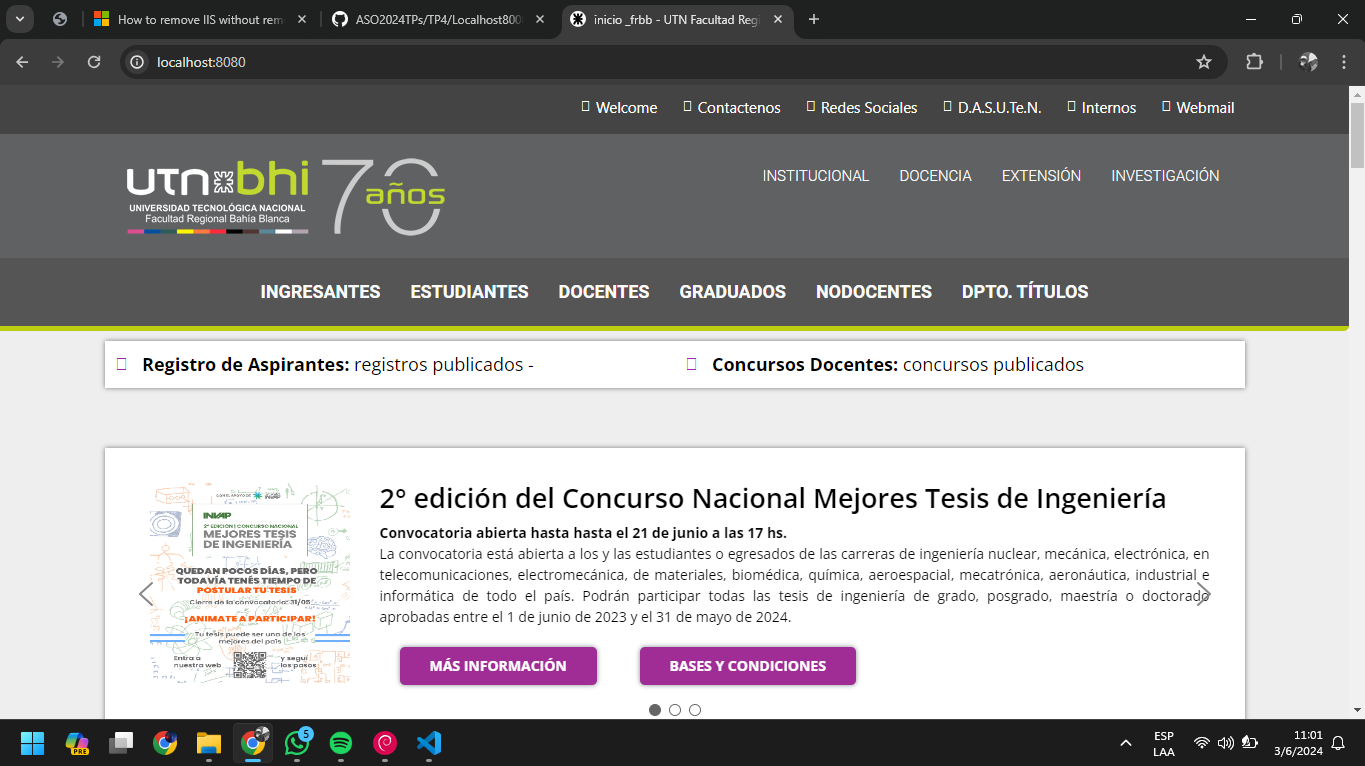 How to remove IIS without rem
ASO2024TPs/TP4/Localhost800
inicio _frbb - UTN Facultad Regi
localhost:8080
Welcome Contactenos Redes Sociales D.A.S.U.Te.N. Internos Webmail
utn bhi 70 años
UNIVERSIDAD TECNOLÓGICA NACIONAL
Facultad Regional Bahía Blanca
INSTITUCIONAL DOCENCIA EXTENSIÓN INVESTIGACIÓN
INGRESANTES ESTUDIANTES DOCENTES GRADUADOS NODOCENTES DPTO. TÍTULOS
Registro de Aspirantes: registros publicados -
Concursos Docentes: concursos publicados
INVAP
2° EDICIÓN | CONCURSO NACIONAL
MEJORES TESIS
DE INGENIERÍA
QUEDAN POCOS DÍAS, PERO
TODAVÍA TENÉS TIEMPO DE
POSTULAR TU TESIS
Cierre de la convocatoria: 31/05
¡ANIMATE A PARTICIPAR!
Tu tesis puede ser una de las
mejores del país
Entra a
nuestra web
y seguí
los pasos
2° edición del Concurso Nacional Mejores Tesis de Ingeniería
Convocatoria abierta hasta hasta el 21 de junio a las 17 hs.
La convocatoria está abierta a los y las estudiantes o egresados de las carreras de ingeniería nuclear, mecánica, electrónica, en
telecomunicaciones, electromecánica, de materiales, biomédica, química, aeroespacial, mecatrónica, aeronáutica, industrial e
informática de todo el país. Podrán participar todas las tesis de ingeniería de grado, posgrado, maestría o doctorado
aprobadas entre el 1 de junio de 2023 y el 31 de mayo de 2024.
MÁS INFORMACIÓN
BASES Y CONDICIONES
PRE
5
ESP
LAA
11:01
3/6/2024